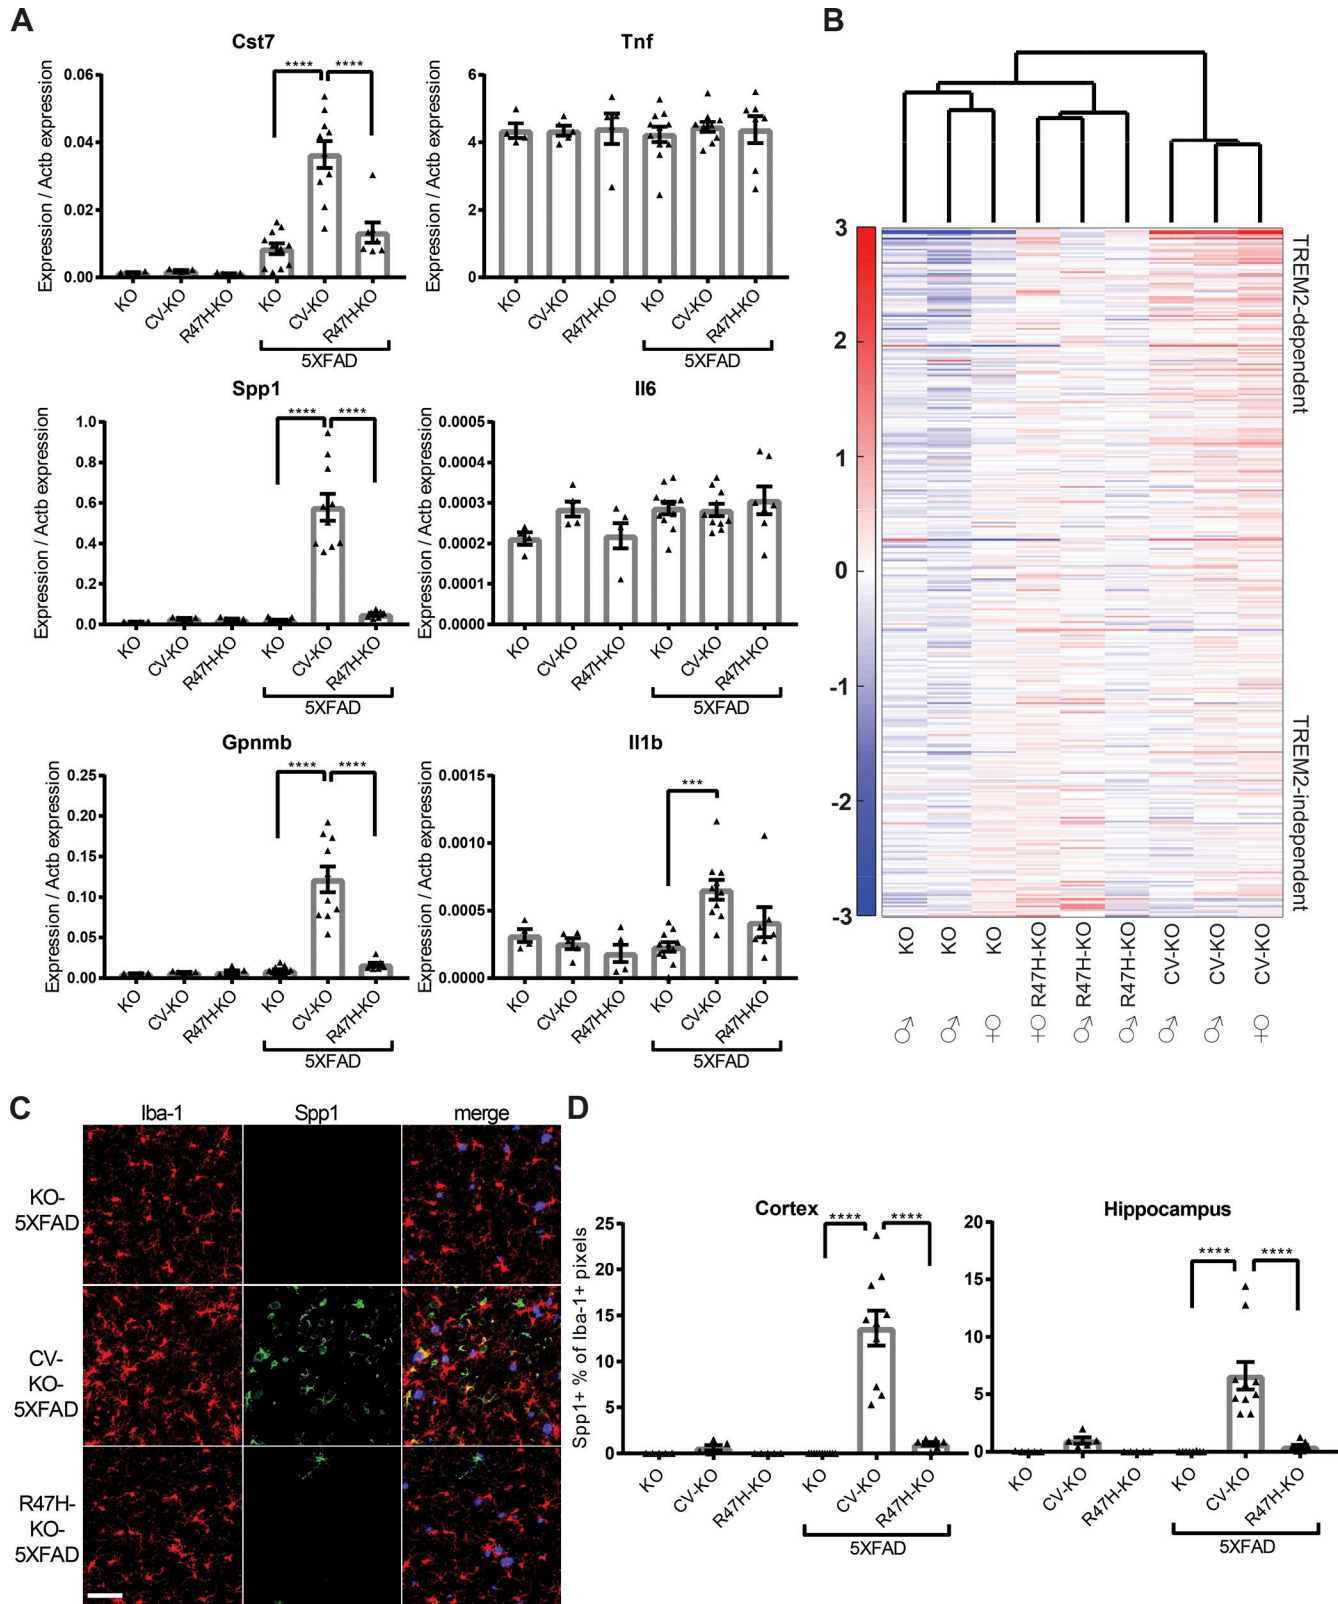 A
B
Cst7
Tnf
Expression / Actb expression
0.06
0.04
0.02
0.00
**** ****
KO CV-KO R47H-KO KO CV-KO R47H-KO
5XFAD
Expression / Actb expression
6
4
2
0
KO CV-KO R47H-KO KO CV-KO R47H-KO
5XFAD
Spp1
Il6
Expression / Actb expression
1.0
0.8
0.6
0.4
0.2
0.0
**** ****
KO CV-KO R47H-KO KO CV-KO R47H-KO
5XFAD
Expression / Actb expression
0.0005
0.0004
0.0003
0.0002
0.0001
0.0000
KO CV-KO R47H-KO KO CV-KO R47H-KO
5XFAD
Gpnmb
Il1b
Expression / Actb expression
0.25
0.20
0.15
0.10
0.05
0.00
**** ****
KO CV-KO R47H-KO KO CV-KO R47H-KO
5XFAD
Expression / Actb expression
0.0015
0.0010
0.0005
0.0000
***
KO CV-KO R47H-KO KO CV-KO R47H-KO
5XFAD
3
2
1
0
-1
-2
-3
TREM2-dependent
TREM2-independent
KO KO KO R47H-KO R47H-KO R47H-KO CV-KO CV-KO CV-KO
♂ ♂ ♀ ♀ ♂ ♂ ♂ ♂ ♀
C
Iba-1 Spp1 merge
KO-
5XFAD
CV-
KO-
5XFAD
R47H-
KO-
5XFAD
D
Cortex
Hippocampus
Spp1+ % of Iba-1+ pixels
25
20
15
10
5
0
**** ****
KO CV-KO R47H-KO KO CV-KO R47H-KO
5XFAD
20
15
10
5
0
**** ****
KO CV-KO R47H-KO KO CV-KO R47H-KO
5XFAD